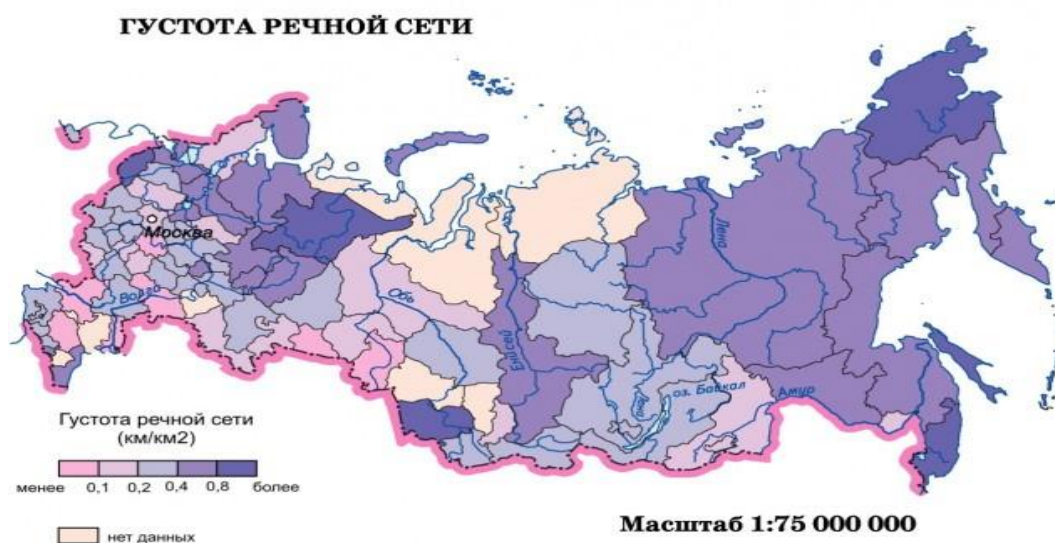 ГУСТОТА РЕЧНОЙ СЕТИ
Москва
Волга
Обь
Енисей
Лена
Лена
оз. Байкал
Амур
Густота речной сети
(км/км2)
менее 0,1 0,2 0,4 0,8 более
нет данных
Масштаб 1:75 000 000